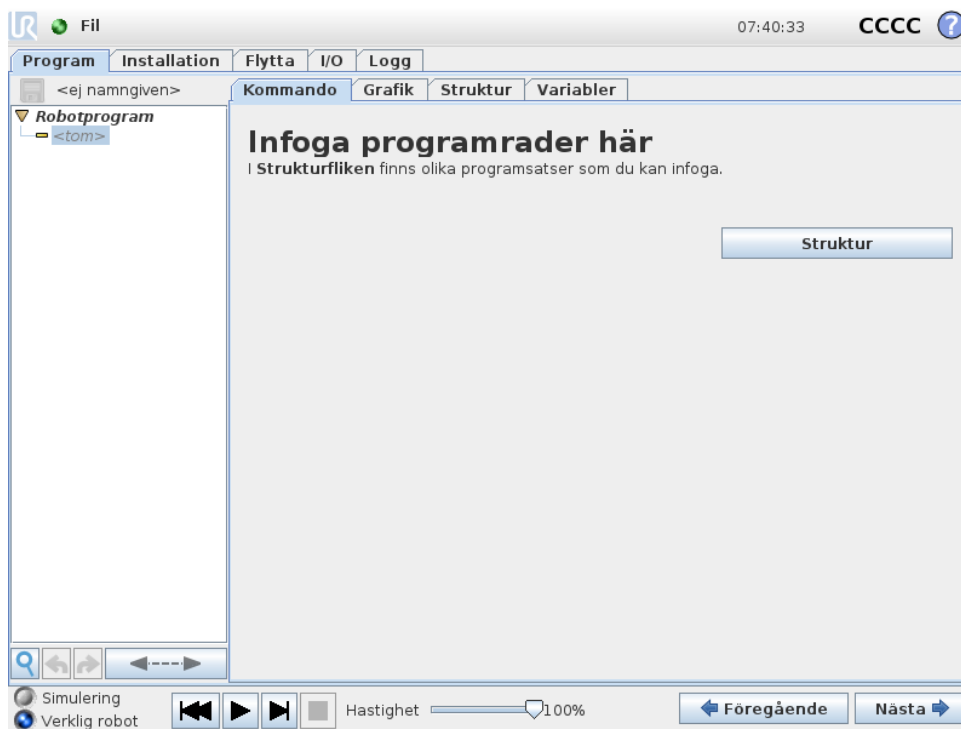 UR Fil 07:40:33 CCCC ?
Program Installation Flytta I/O Logg
<ej namngiven> Kommando Grafik Struktur Variabler
Robotprogram
<tom>
Infoga programrader här
I Strukturfliken finns olika programsatser som du kan infoga.
Struktur
Simulering
Verklig robot
Hastighet 100%
Föregående Nästa